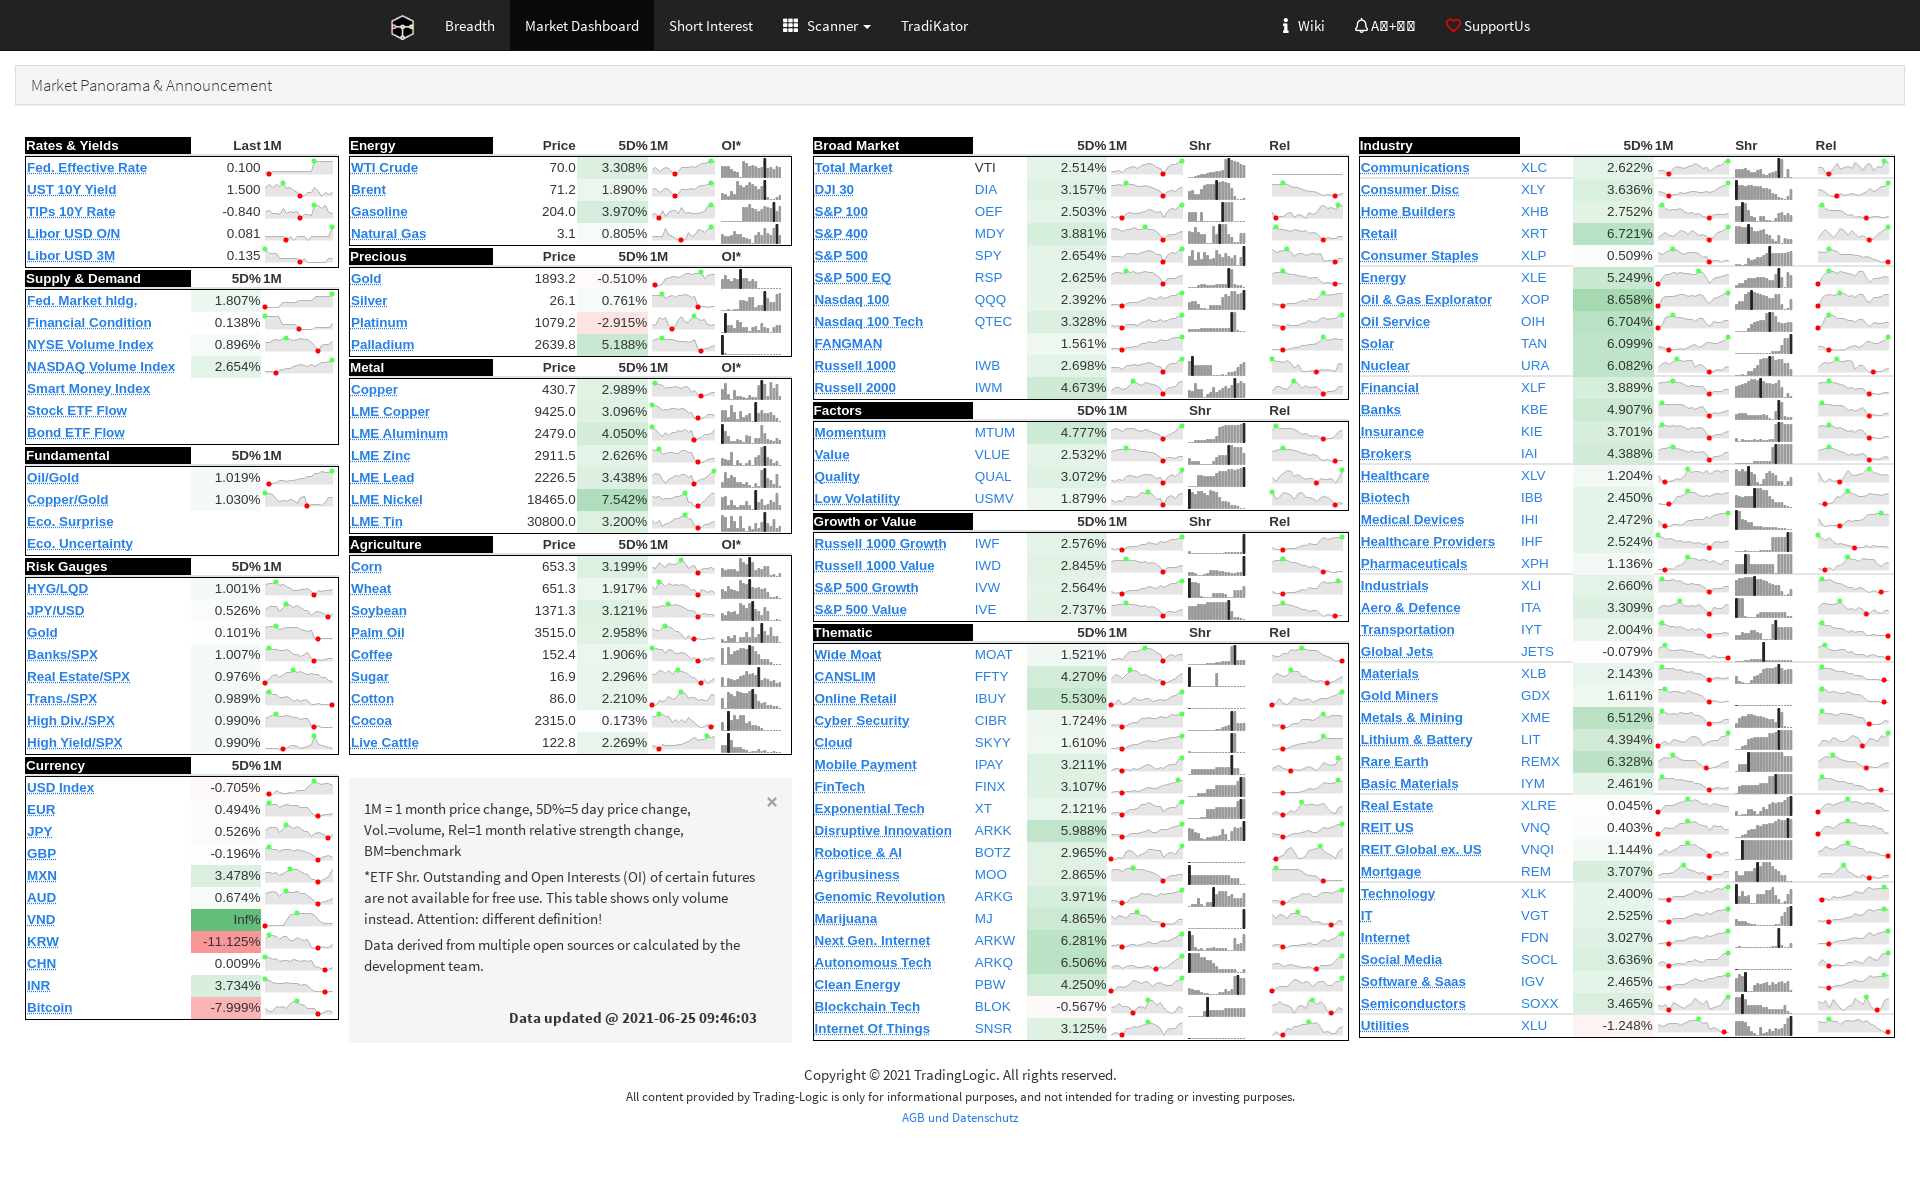 Breadth
Market Dashboard
Short Interest
Scanner
TradiKator
Wiki
SupportUs
Market Panorama & Announcement
Rates & Yields Last 1M
Fed. Effective Rate 0.100
UST 10Y Yield 1.500
TIPs 10Y Rate -0.840
Libor USD O/N 0.081
Libor USD 3M 0.135
Supply & Demand 5D% 1M
Fed. Market hldg. 1.807%
Financial Condition 0.138%
NYSE Volume Index 0.896%
NASDAQ Volume Index 2.654%
Smart Money Index
Stock ETF Flow
Bond ETF Flow
Fundamental 5D% 1M
Oil/Gold 1.019%
Copper/Gold 1.030%
Eco. Surprise
Eco. Uncertainty
Risk Gauges 5D% 1M
HYG/LQD 1.001%
JPY/USD 0.526%
Gold 0.101%
Banks/SPX 1.007%
Real Estate/SPX 0.976%
Trans./SPX 0.989%
High Div./SPX 0.990%
High Yield/SPX 0.990%
Currency 5D% 1M
USD Index -0.705%
EUR 0.494%
JPY 0.526%
GBP -0.196%
MXN 3.478%
AUD 0.674%
VND Inf%
KRW -11.125%
CHN 0.009%
INR 3.734%
Bitcoin -7.999%
Energy Price 5D% 1M OI*
WTI Crude 70.0 3.308%
Brent 71.2 1.890%
Gasoline 204.0 3.970%
Natural Gas 3.1 0.805%
Precious Price 5D% 1M OI*
Gold 1893.2 -0.510%
Silver 26.1 0.761%
Platinum 1079.2 -2.915%
Palladium 2639.8 5.188%
Metal Price 5D% 1M OI*
Copper 430.7 2.989%
LME Copper 9425.0 3.096%
LME Aluminum 2479.0 4.050%
LME Zinc 2911.5 2.626%
LME Lead 2226.5 3.438%
LME Nickel 18465.0 7.542%
LME Tin 30800.0 3.200%
Agriculture Price 5D% 1M OI*
Corn 653.3 3.199%
Wheat 651.3 1.917%
Soybean 1371.3 3.121%
Palm Oil 3515.0 2.958%
Coffee 152.4 1.906%
Sugar 16.9 2.296%
Cotton 86.0 2.210%
Cocoa 2315.0 0.173%
Live Cattle 122.8 2.269%
×
1M = 1 month price change, 5D%=5 day price change,
Vol.=volume, Rel=1 month relative strength change,
BM=benchmark
*ETF Shr. Outstanding and Open Interests (OI) of certain futures
are not available for free use. This table shows only volume
instead. Attention: different definition!
Data derived from multiple open sources or calculated by the
development team.
Data updated @ 2021-06-25 09:46:03
Broad Market 5D% 1M Shr Rel
Total Market VTI 2.514%
DJI 30 DIA 3.157%
S&P 100 OEF 2.503%
S&P 400 MDY 3.881%
S&P 500 SPY 2.654%
S&P 500 EQ RSP 2.625%
Nasdaq 100 QQQ 2.392%
Nasdaq 100 Tech QTEC 3.328%
FANGMAN 1.561%
Russell 1000 IWB 2.698%
Russell 2000 IWM 4.673%
Factors 5D% 1M Shr Rel
Momentum MTUM 4.777%
Value VLUE 2.532%
Quality QUAL 3.072%
Low Volatility USMV 1.879%
Growth or Value 5D% 1M Shr Rel
Russell 1000 Growth IWF 2.576%
Russell 1000 Value IWD 2.845%
S&P 500 Growth IVW 2.564%
S&P 500 Value IVE 2.737%
Thematic 5D% 1M Shr Rel
Wide Moat MOAT 1.521%
CANSLIM FFTY 4.270%
Online Retail IBUY 5.530%
Cyber Security CIBR 1.724%
Cloud SKYY 1.610%
Mobile Payment IPAY 3.211%
FinTech FINX 3.107%
Exponential Tech XT 2.121%
Disruptive Innovation ARKK 5.988%
Robotice & AI BOTZ 2.965%
Agribusiness MOO 2.865%
Genomic Revolution ARKG 3.971%
Marijuana MJ 4.865%
Next Gen. Internet ARKW 6.281%
Autonomous Tech ARKQ 6.506%
Clean Energy PBW 4.250%
Blockchain Tech BLOK -0.567%
Internet Of Things SNSR 3.125%
Industry 5D% 1M Shr Rel
Communications XLC 2.622%
Consumer Disc XLY 3.636%
Home Builders XHB 2.752%
Retail XRT 6.721%
Consumer Staples XLP 0.509%
Energy XLE 5.249%
Oil & Gas Explorator XOP 8.658%
Oil Service OIH 6.704%
Solar TAN 6.099%
Nuclear URA 6.082%
Financial XLF 3.889%
Banks KBE 4.907%
Insurance KIE 3.701%
Brokers IAI 4.388%
Healthcare XLV 1.204%
Biotech IBB 2.450%
Medical Devices IHI 2.472%
Healthcare Providers IHF 2.524%
Pharmaceuticals XPH 1.136%
Industrials XLI 2.660%
Aero & Defence ITA 3.309%
Transportation IYT 2.004%
Global Jets JETS -0.079%
Materials XLB 2.143%
Gold Miners GDX 1.611%
Metals & Mining XME 6.512%
Lithium & Battery LIT 4.394%
Rare Earth REMX 6.328%
Basic Materials IYM 2.461%
Real Estate XLRE 0.045%
REIT US VNQ 0.403%
REIT Global ex. US VNQI 1.144%
Mortgage REM 3.707%
Technology XLK 2.400%
IT VGT 2.525%
Internet FDN 3.027%
Social Media SOCL 3.636%
Software & Saas IGV 2.465%
Semiconductors SOXX 3.465%
Utilities XLU -1.248%
Copyright © 2021 TradingLogic. All rights reserved.
All content provided by Trading-Logic is only for informational purposes, and not intended for trading or investing purposes.
AGB und Datenschutz